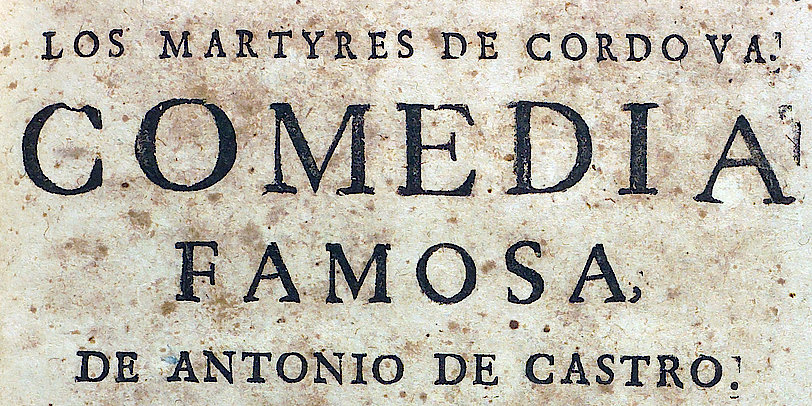 LOS MARTYRES DE CORDOVA.
COMEDIA
FAMOSA,
DE ANTONIO DE CASTRO.